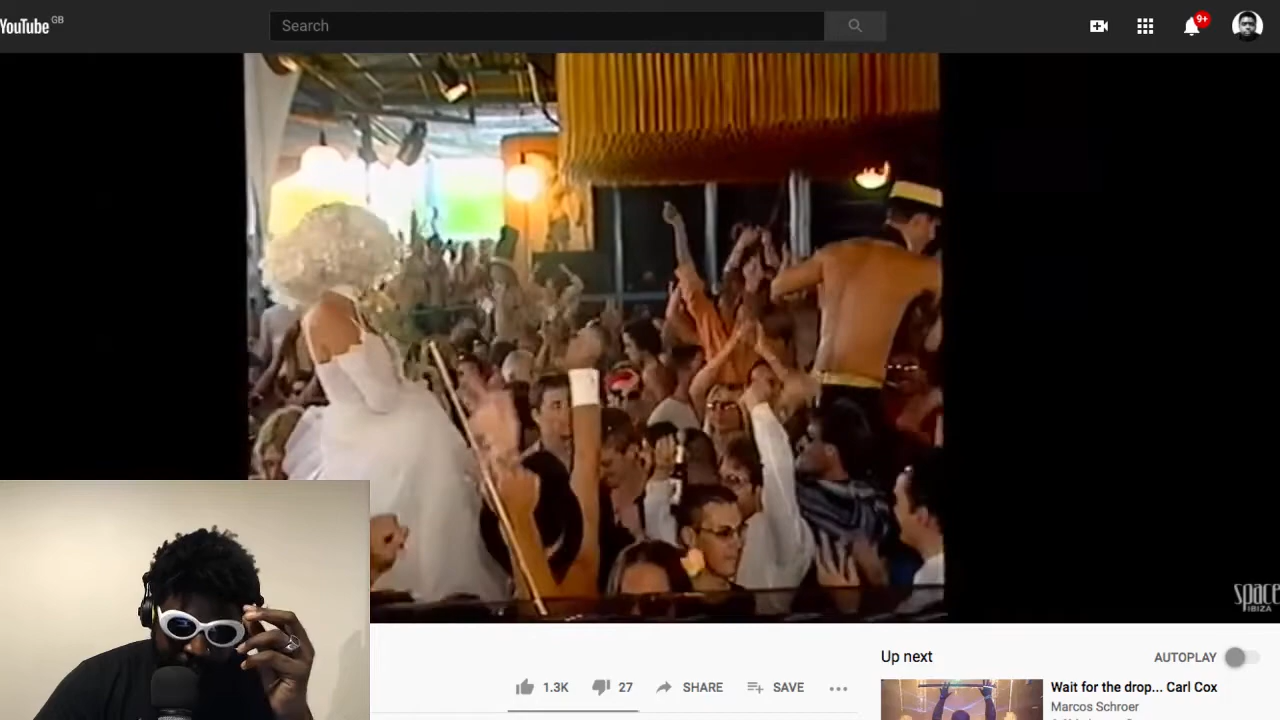 YouTube GB
Search
9+
space
IBIZA
Up next
AUTOPLAY
1.3K
27
SHARE
SAVE
Wait for the drop... Carl Cox
Marcos Schroer